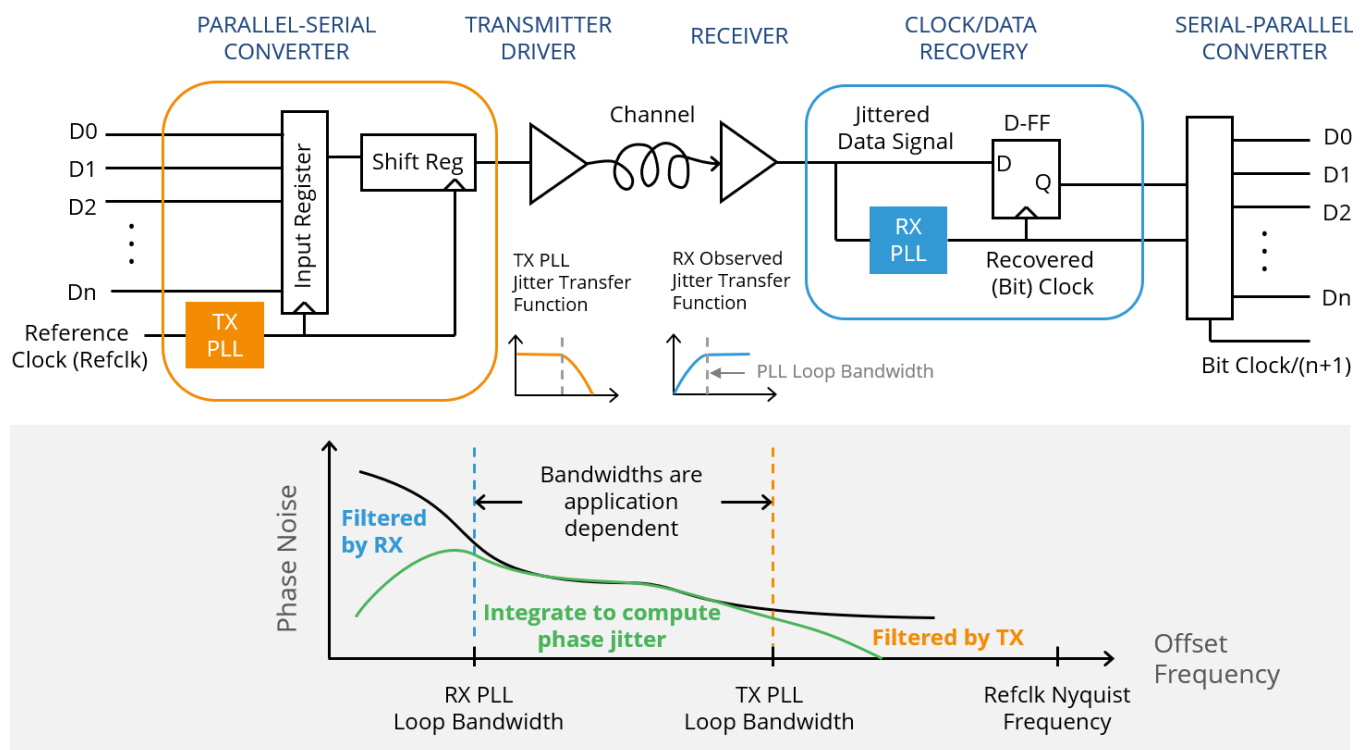 PARALLEL-SERIAL
CONVERTER
TRANSMITTER
DRIVER
RECEIVER
CLOCK/DATA
RECOVERY
SERIAL-PARALLEL
CONVERTER
D0
D1
D2
Dn
Reference
Clock (Refclk)
TX
PLL
Input Register
Shift Reg
Channel
Jittered
Data Signal
D-FF
D
Q
RX
PLL
Recovered
(Bit) Clock
D0
D1
D2
Dn
Bit Clock/(n+1)
TX PLL
Jitter Transfer
Function
RX Observed
Jitter Transfer
Function
PLL Loop Bandwidth
Phase Noise
Filtered
by RX
Bandwidths are
application
dependent
Integrate to compute
phase jitter
Filtered by TX
Offset
Frequency
RX PLL
Loop Bandwidth
TX PLL
Loop Bandwidth
Refclk Nyquist
Frequency